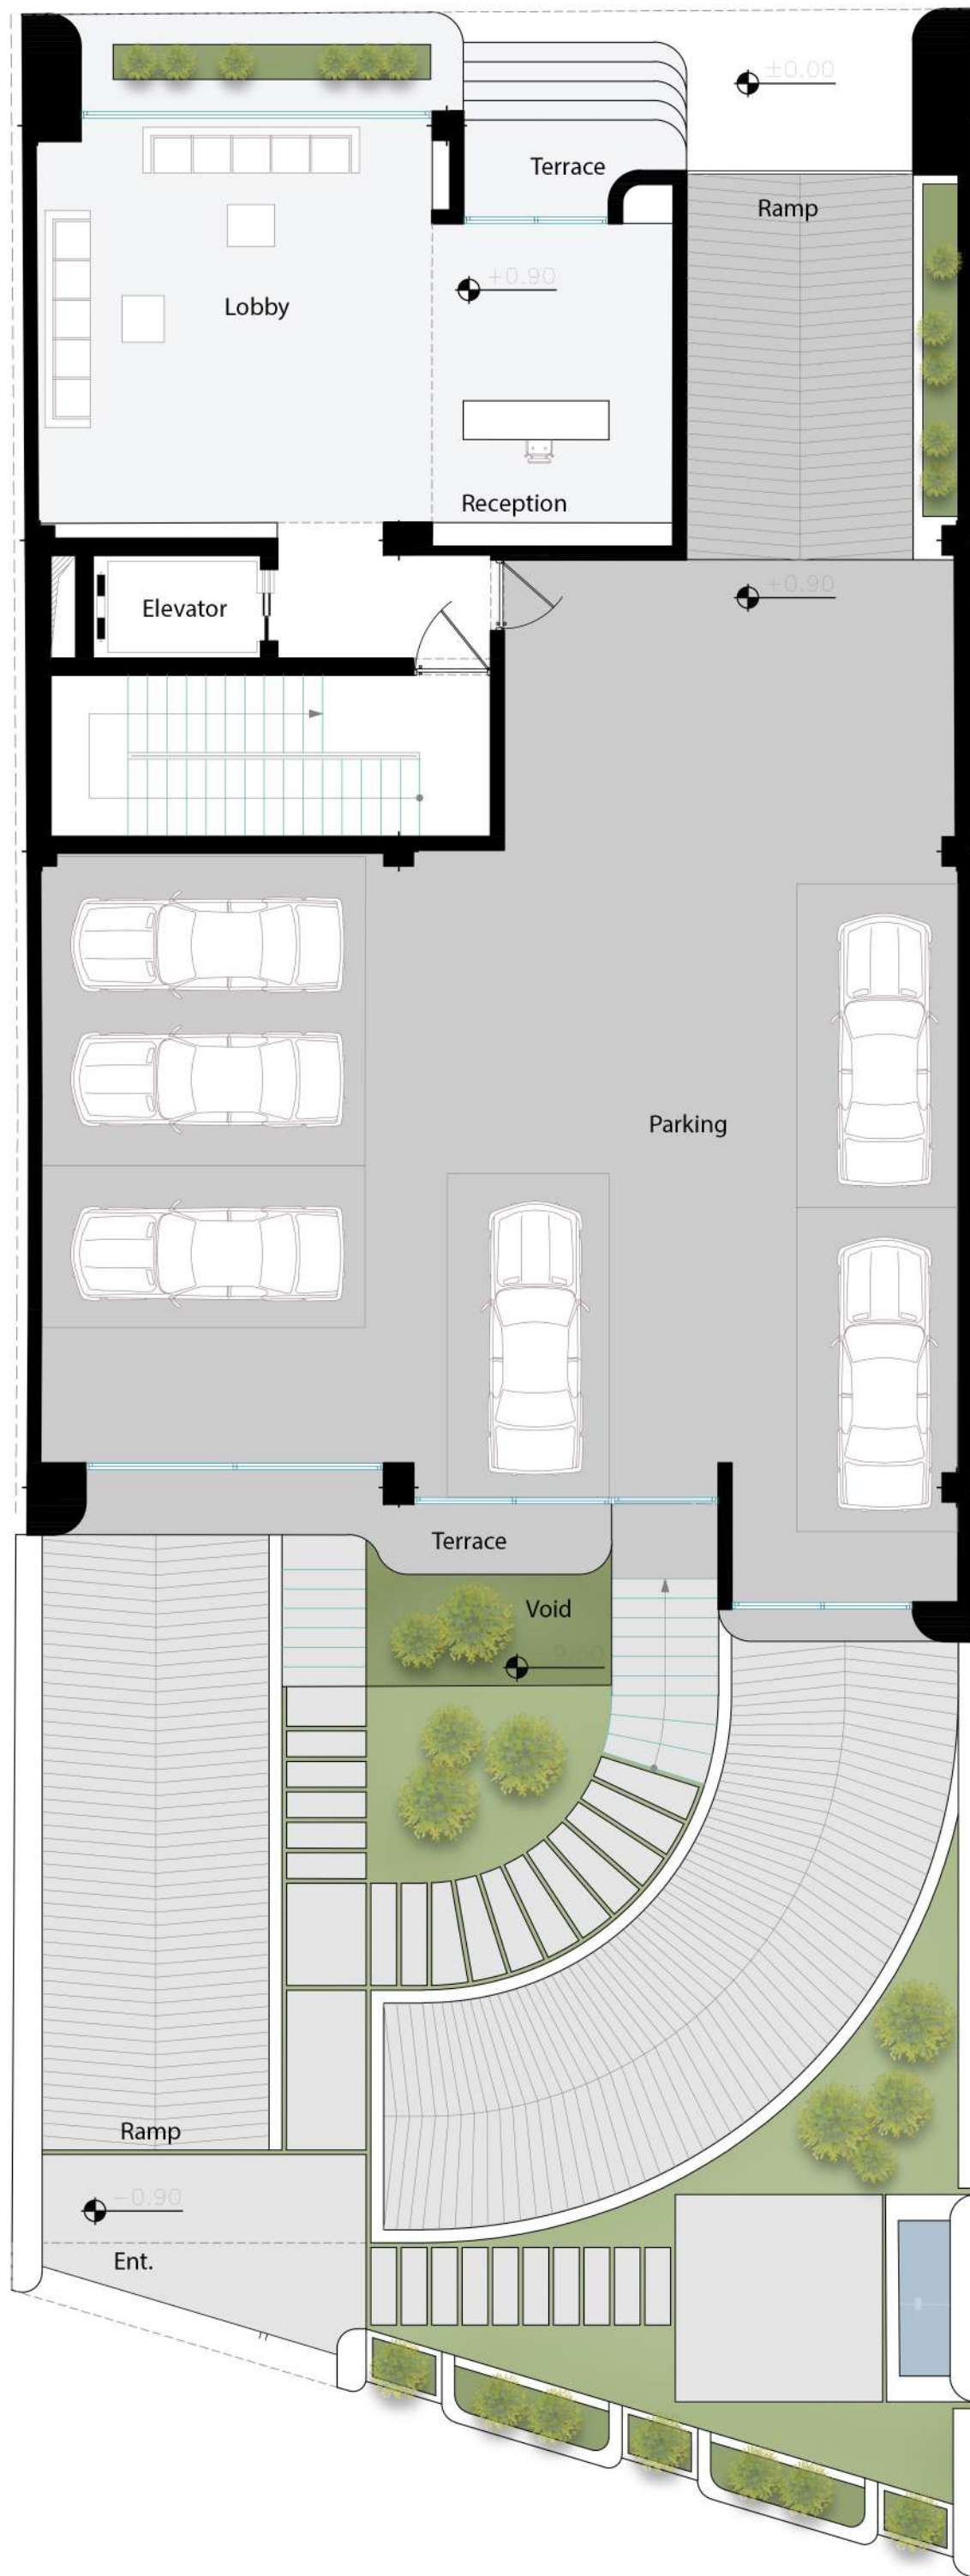 ±0.00
Terrace
Ramp
+0.90
Lobby
Reception
+0.90
Elevator
Parking
Terrace
Void
Ramp
−0.90
Ent.